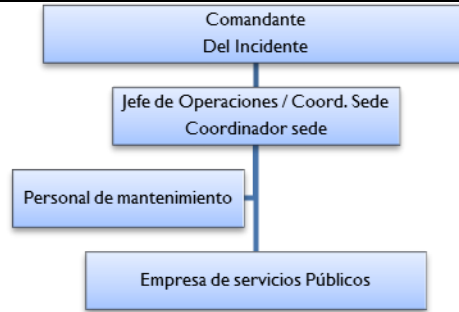 Comandante
Del Incidente
Jefe de Operaciones / Coord. Sede
Coordinador sede
Personal de mantenimiento
Empresa de servicios Públicos